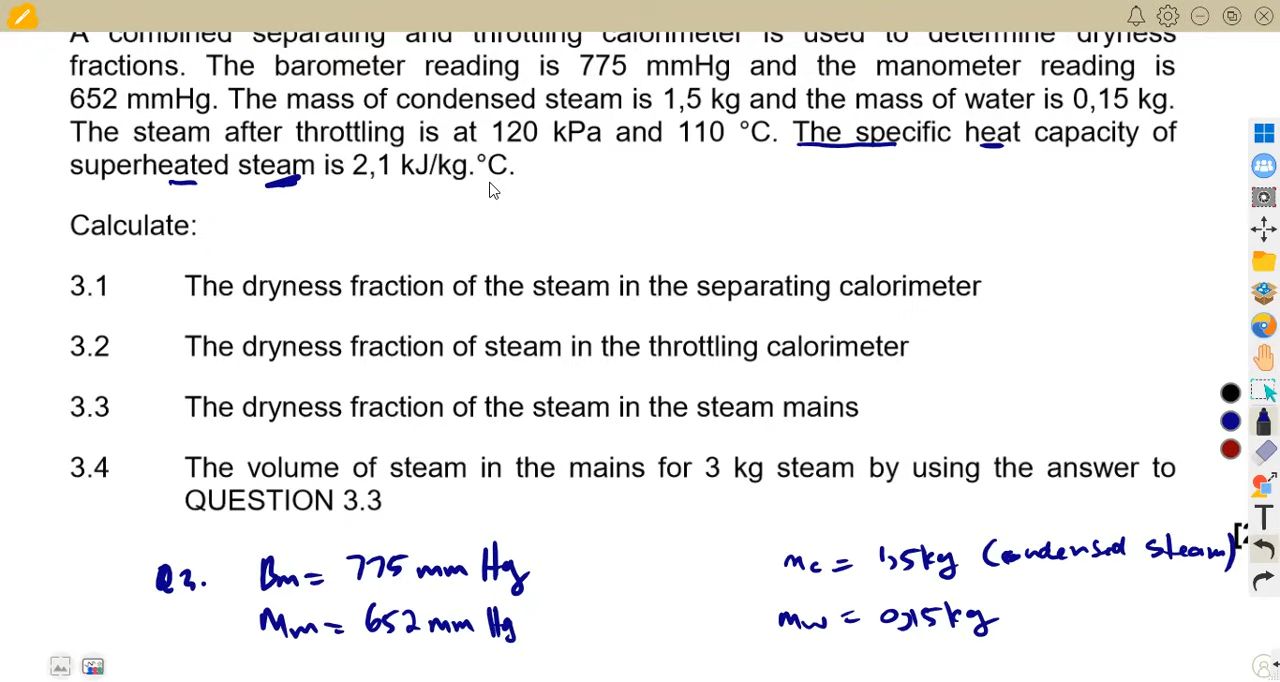 A combined separating and throttling calorimeter is used to determine dryness
fractions. The barometer reading is 775 mmHg and the manometer reading is
652 mmHg. The mass of condensed steam is 1,5 kg and the mass of water is 0,15 kg.
The steam after throttling is at 120 kPa and 110 °C. The specific heat capacity of
superheated steam is 2,1 kJ/kg.°C.
Calculate:
3.1 The dryness fraction of the steam in the separating calorimeter
3.2 The dryness fraction of steam in the throttling calorimeter
3.3 The dryness fraction of the steam in the steam mains
3.4 The volume of steam in the mains for 3 kg steam by using the answer to
QUESTION 3.3
Q3. Bm = 775 mm Hg mc = 1,5kg (condensed steam)
Mm = 652 mm Hg mw = 0,15kg